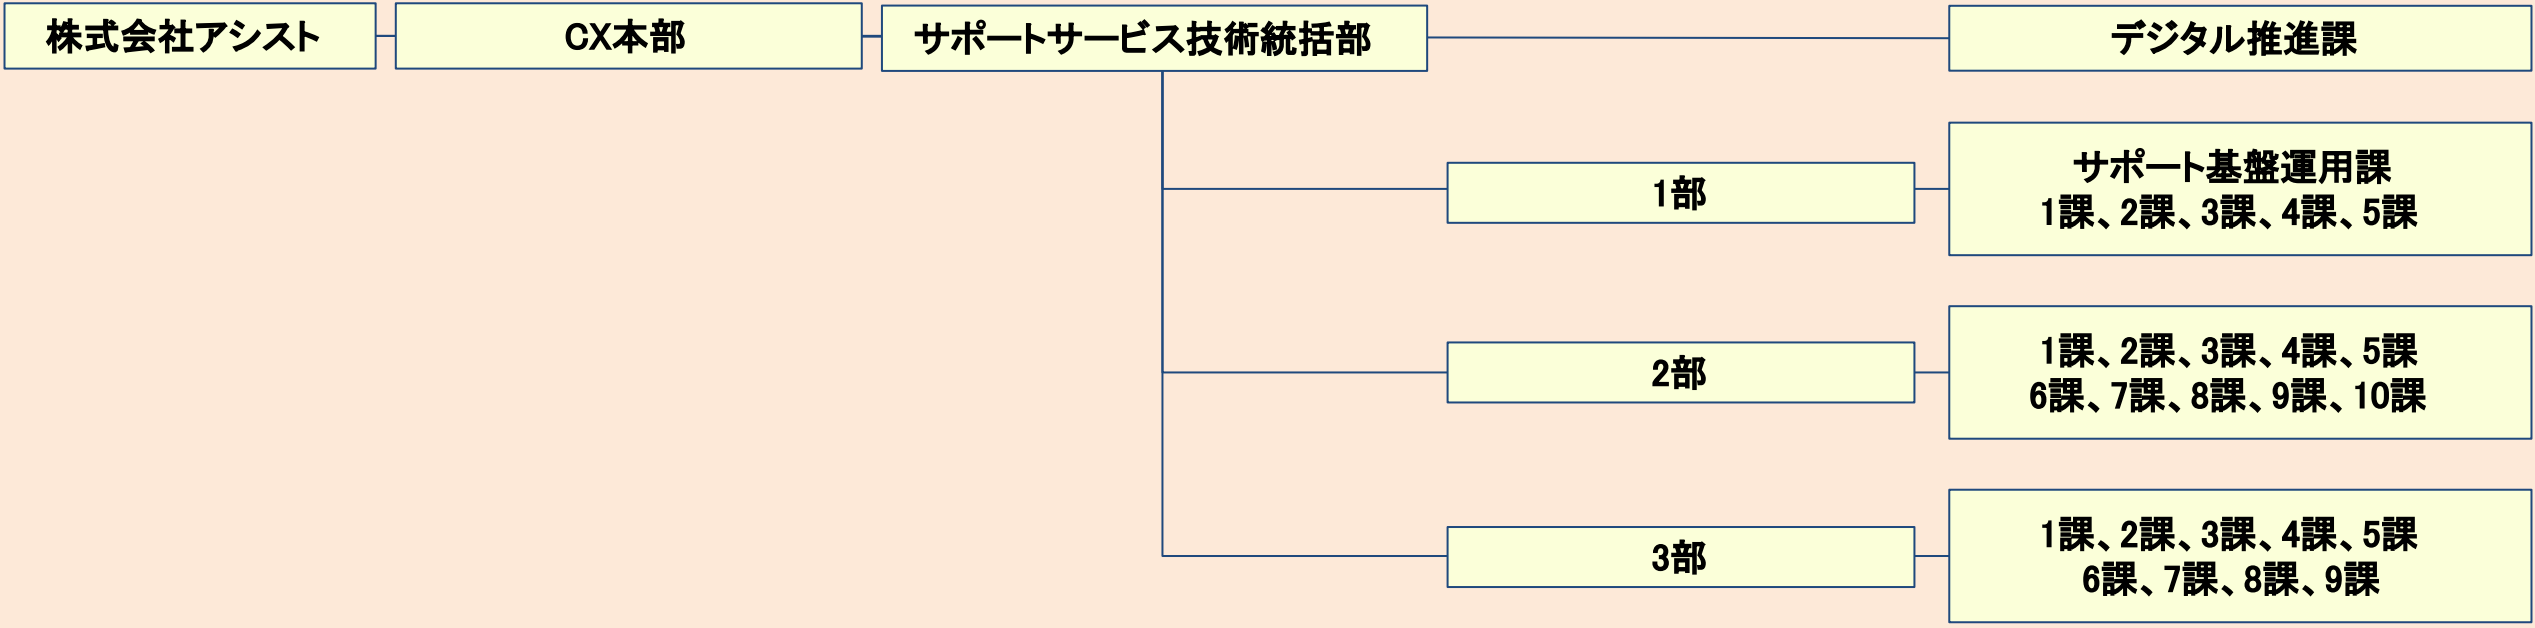 株式会社アシスト
CX本部
サポートサービス技術統括部
デジタル推進課
1部
サポート基盤運用課
1課、2課、3課、4課、5課
2部
1課、2課、3課、4課、5課
6課、7課、8課、9課、10課
3部
1課、2課、3課、4課、5課
6課、7課、8課、9課